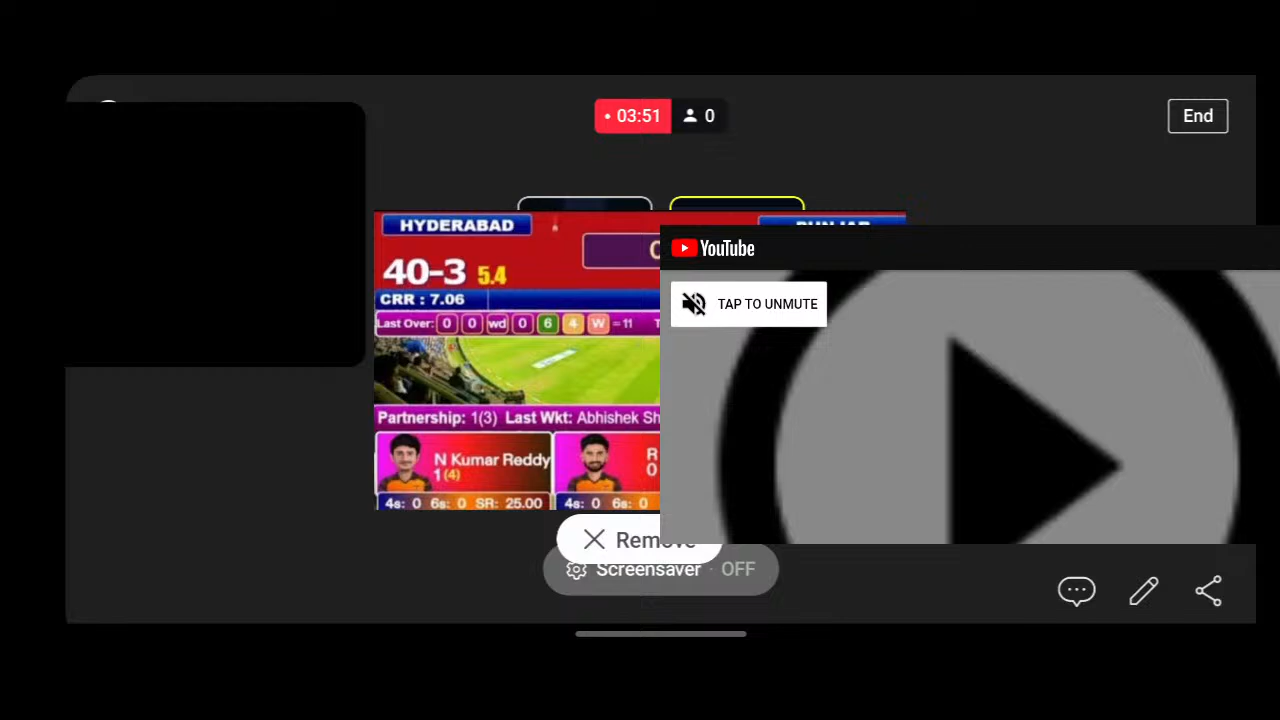 • 03:51 0
End
HYDERABAD
40-3 5.4
CRR : 7.06
Last Over: 0 0 wd 0 6 4 W = 11
YouTube
TAP TO UNMUTE
Partnership: 1(3) Last Wkt: Abhishek
N Kumar Reddy
1(4)
R
0
4s: 0 6s: 0 SR: 25.00 4s: 0 6s: 0
Remove
Screensaver · OFF